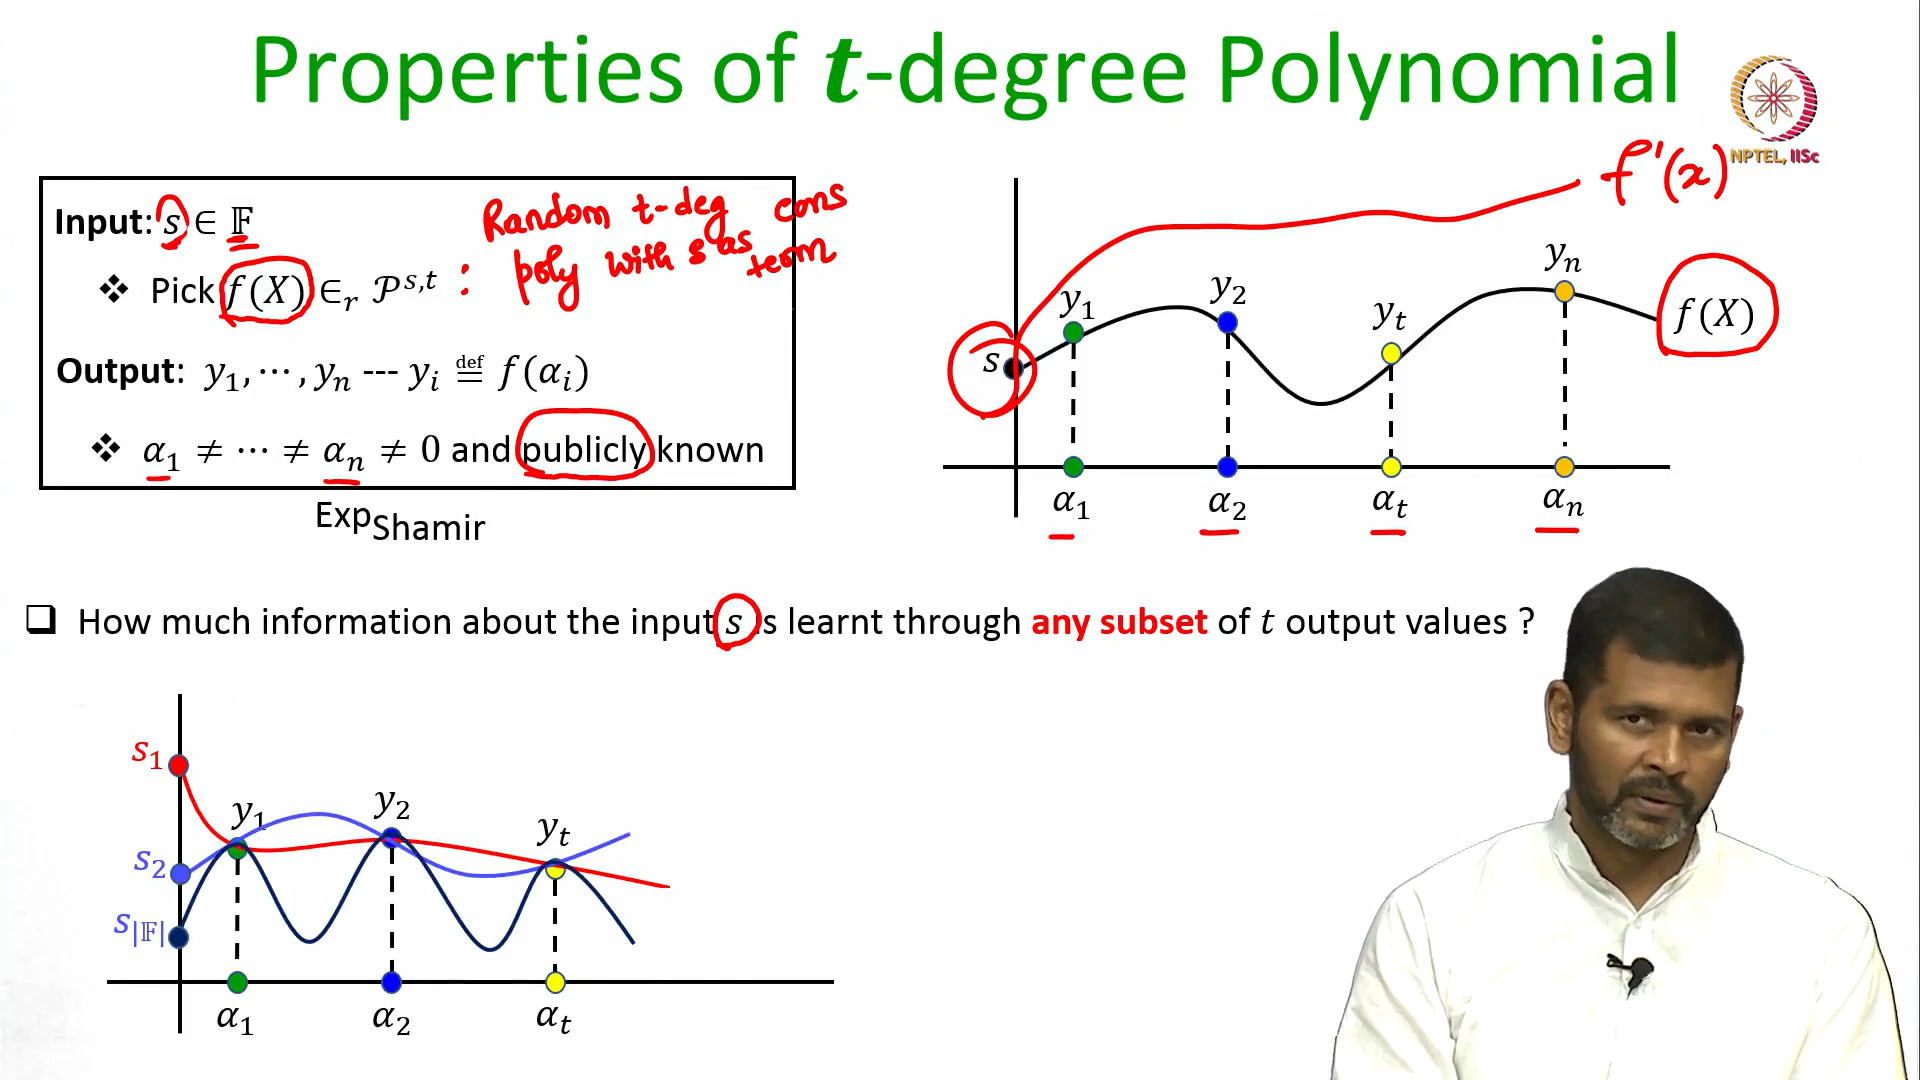 Properties of t-degree Polynomial
NPTEL, IISc
Input: s ∈ 𝔽
❖ Pick f(X) ∈ᵣ 𝒫^{s,t} : Random t-deg poly with s as cons term
Output: y₁, ⋯ , yₙ --- yᵢ ≝ f(αᵢ)
❖ α₁ ≠ ⋯ ≠ αₙ ≠ 0 and publicly known
Exp_Shamir
f'(x)
y₁ y₂ yₜ yₙ
s
f(X)
α₁ α₂ αₜ αₙ
❑ How much information about the input s is learnt through any subset of t output values ?
s₁
y₁ y₂ yₜ
s₂
s_|𝔽|
α₁ α₂ αₜ